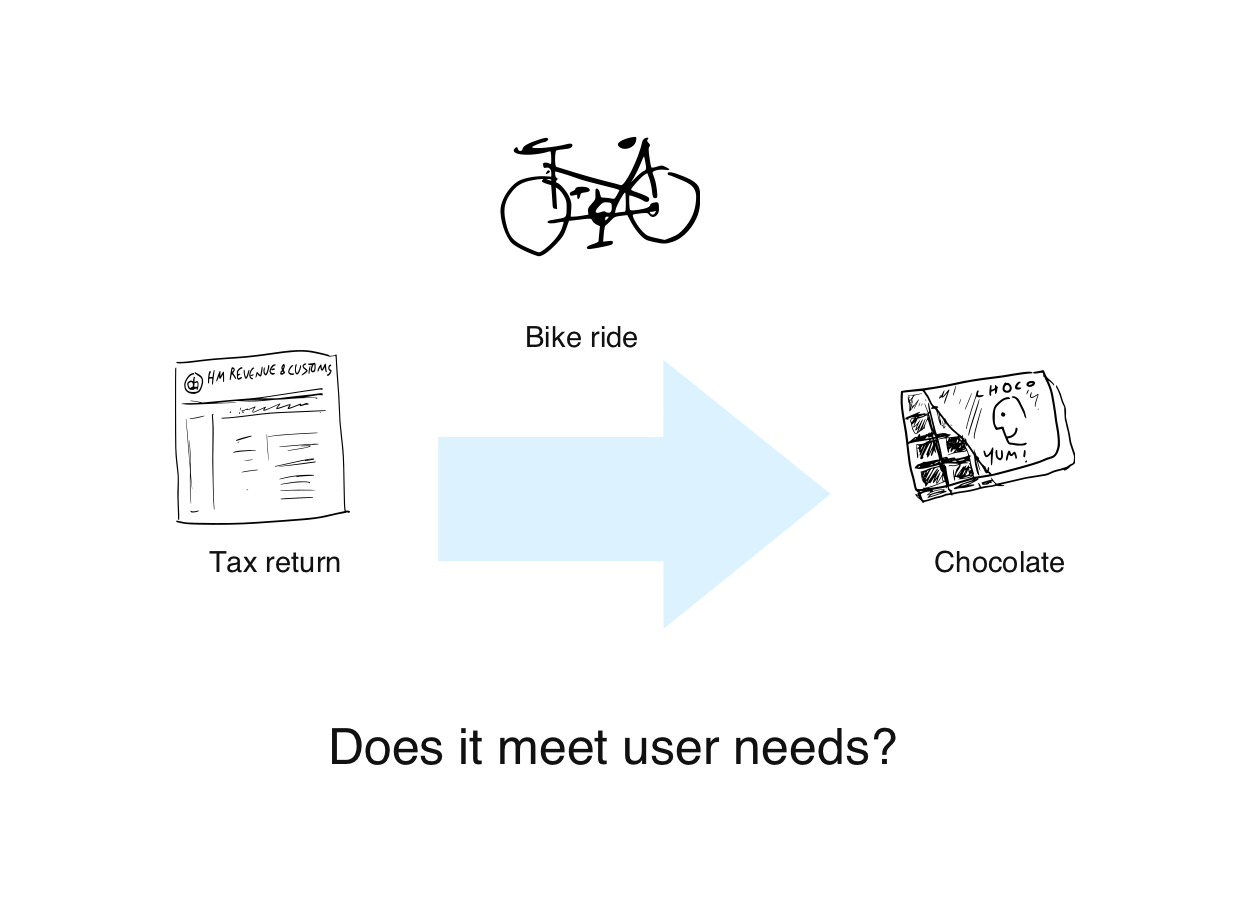 Bike ride
HM REVENUE & CUSTOMS
Tax return
CHOCO
YUM!
Chocolate
Does it meet user needs?